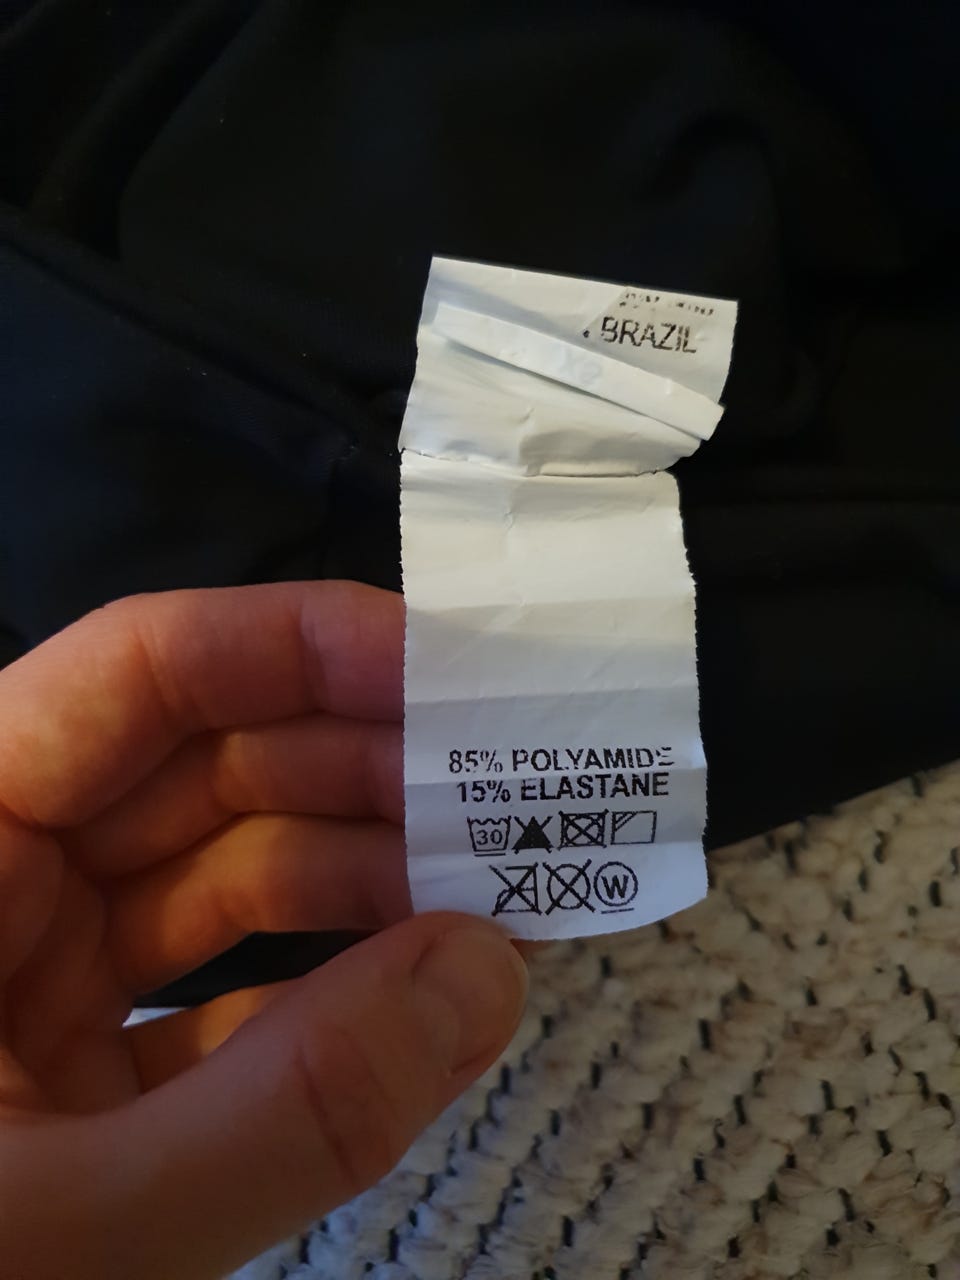 BRAZIL
85% POLYAMIDE
15% ELASTANE
30
W